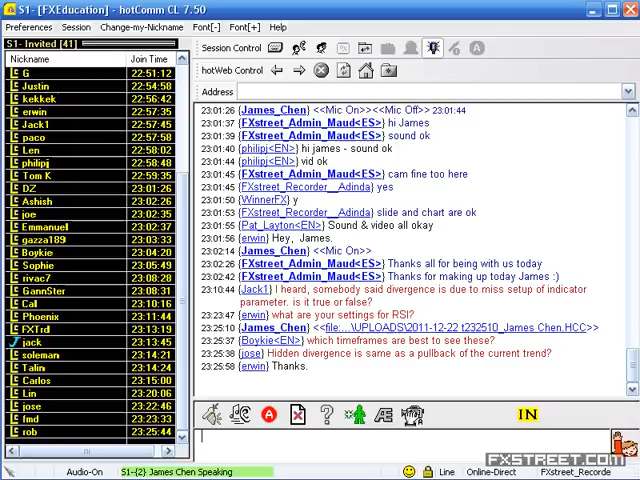 S1- [FXEducation] - hotComm CL 7.50
Preferences Session Change-my-Nickname Font[-] Font[+] Help
S1- Invited [41]
Session Control
Nickname Join Time
hotWeb Control
Address
G 22:51:12
Justin 22:54:58
kekkek 22:56:42
erwin 22:57:35
Jack1 22:57:45
paco 22:57:58
Len 22:58:02
philipj 22:58:48
Tom K 22:59:35
DZ 23:01:26
Ashish 23:02:35
joe 23:02:35
Emmanuel 23:02:37
gazza189 23:03:33
Boykie 23:04:20
Sophie 23:05:49
rivac7 23:08:28
GannSter 23:08:31
Cal 23:10:16
Phoenix 23:11:44
FXTrd 23:13:19
jack 23:13:45
soleman 23:14:21
Talin 23:14:24
Carlos 23:15:00
Lin 23:20:06
jose 23:22:46
fmd 23:23:33
rob 23:25:44
23:01:26 {James_Chen} <<Mic On>><<Mic Off>> 23:01:44
23:01:37 {FXstreet_Admin_Maud<ES>} hi James
23:01:39 {FXstreet_Admin_Maud<ES>} sound ok
23:01:40 {philipj<EN>} hi james - sound ok
23:01:44 {philipj<EN>} vid ok
23:01:45 {FXstreet_Admin_Maud<ES>} cam fine too here
23:01:45 {FXstreet_Recorder__Adinda} yes
23:01:50 {WinnerFX} y
23:01:53 {FXstreet_Recorder__Adinda} slide and chart are ok
23:01:55 {Pat_Layton<EN>} Sound & video all okay
23:01:55 {erwin} Hey, James.
23:02:14 {James_Chen} <<Mic On>>
23:02:26 {FXstreet_Admin_Maud<ES>} Thanks all for being with us today
23:02:42 {FXstreet_Admin_Maud<ES>} Thanks for making up today James :)
23:10:44 {Jack1} I heard, somebody said divergence is due to miss setup of indicator
parameter. is it true or false?
23:23:47 {erwin} what are your settings for RSI?
23:25:10 {James_Chen} <<file:...\UPLOADS\2011-12-22 t232510_James Chen.HCC>>
23:25:37 {Boykie<EN>} which timeframes are best to see these?
23:25:38 {jose} Hidden divergence is same as a pullback of the current trend?
23:25:58 {erwin} Thanks.
IN
FXSTREET.COM
Audio-On S1-{2} James Chen Speaking Line Online-Direct FXstreet_Recorde